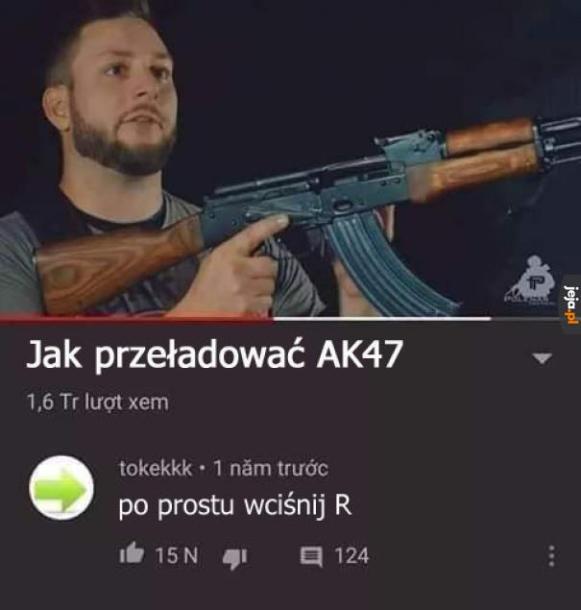 POLENAR
jeja.pl
Jak przeładować AK47
1,6 Tr lượt xem
tokekkk • 1 năm trước
po prostu wciśnij R
15 N
124